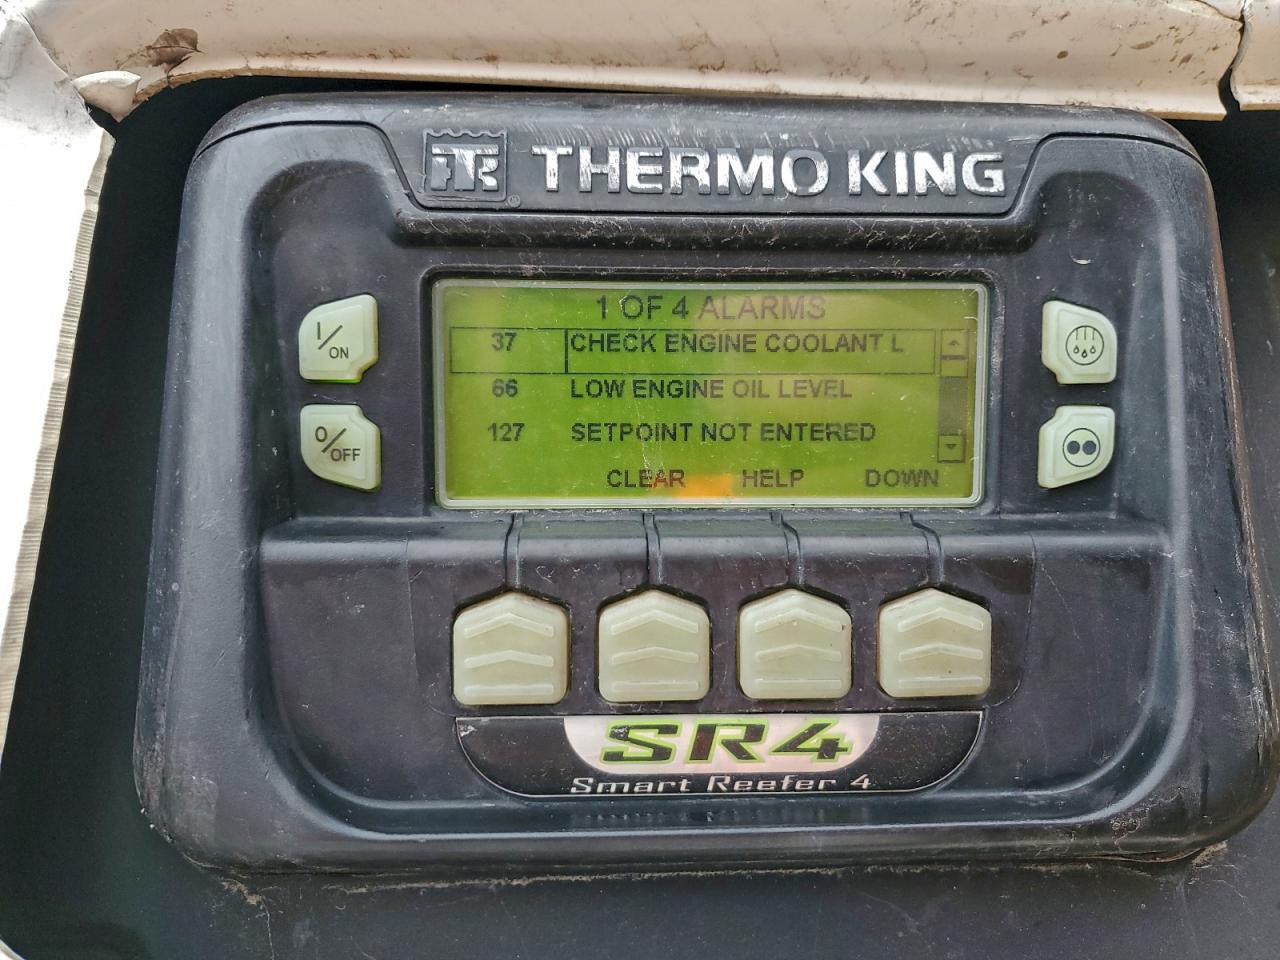 TK THERMO KING
1 OF 4 ALARMS
37 CHECK ENGINE COOLANT L
66 LOW ENGINE OIL LEVEL
127 SETPOINT NOT ENTERED
CLEAR HELP DOWN
I/ON
O/OFF
SR4
Smart Reefer 4